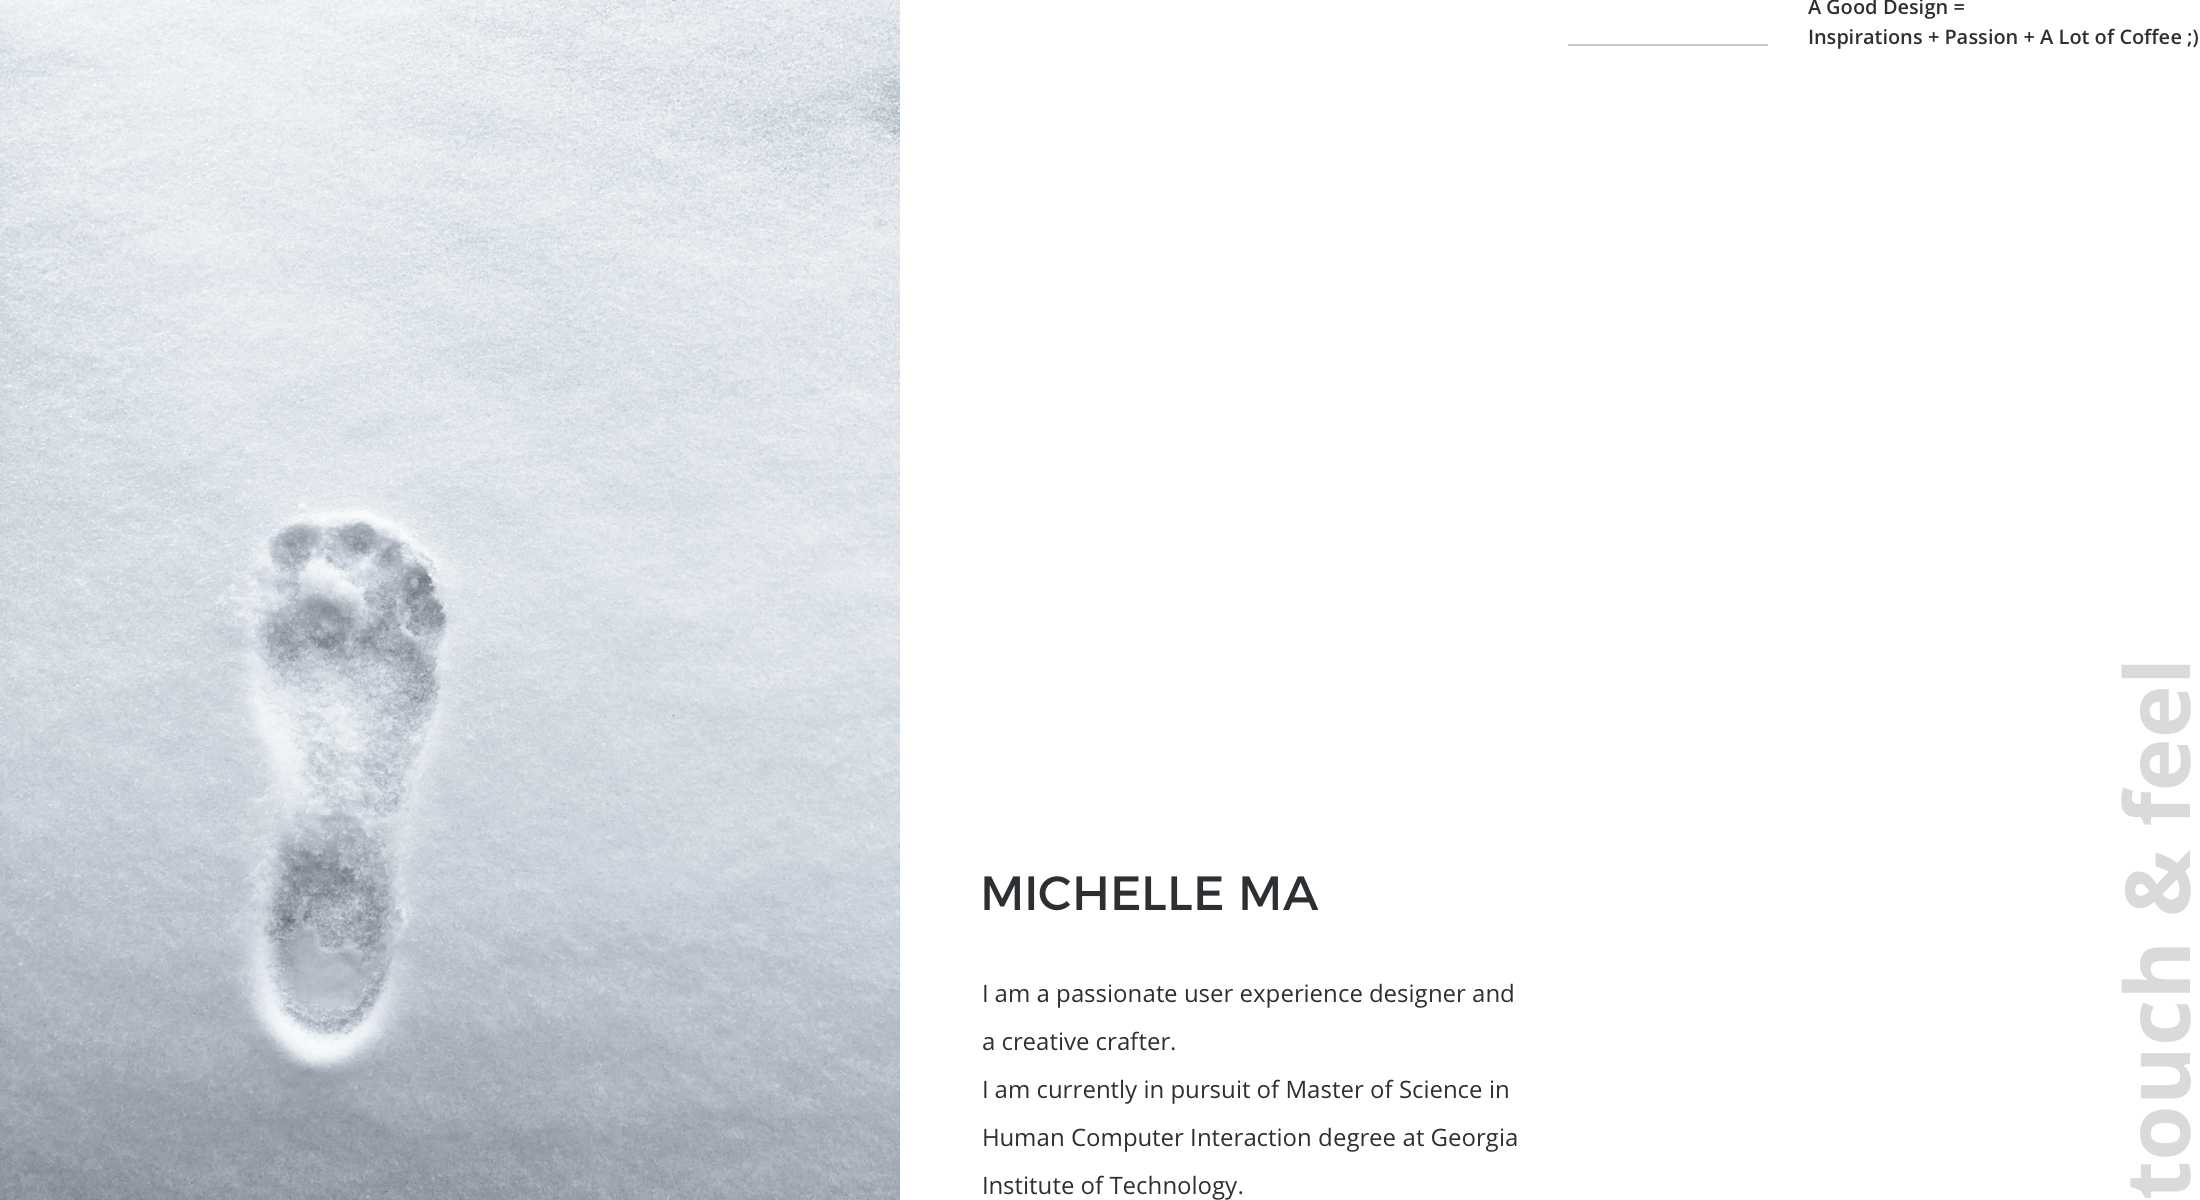 A Good Design =
Inspirations + Passion + A Lot of Coffee ;)
MICHELLE MA
I am a passionate user experience designer and
a creative crafter.
I am currently in pursuit of Master of Science in
Human Computer Interaction degree at Georgia
Institute of Technology.
touch & feel